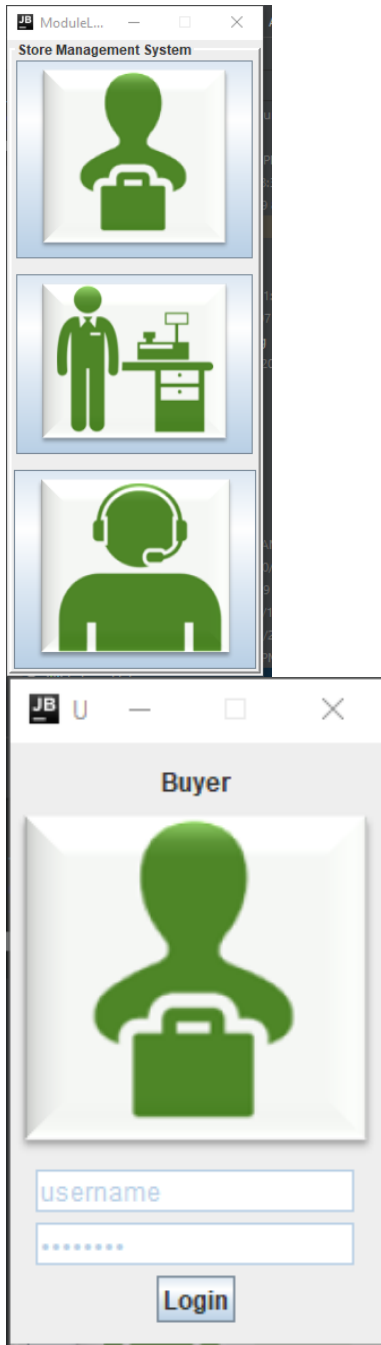 JB ModuleL...
Store Management System
JB U
Buyer
username
••••••••
Login